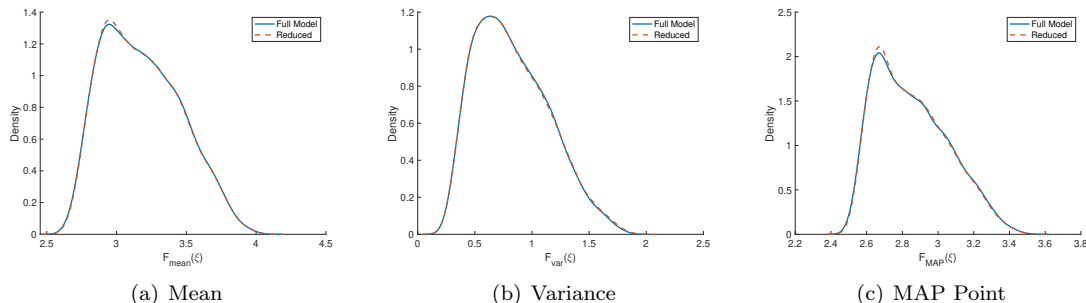 1.4
1.2
1
0.8
0.6
0.4
0.2
0
Density
2.5
3
3.5
4
4.5
F_mean(ξ)
Full Model
Reduced
(a) Mean
1.2
1
0.8
0.6
0.4
0.2
0
Density
0
0.5
1
1.5
2
2.5
F_var(ξ)
Full Model
Reduced
(b) Variance
2.5
2
1.5
1
0.5
0
Density
2.2
2.4
2.6
2.8
3
3.2
3.4
3.6
3.8
F_MAP(ξ)
Full Model
Reduced
(c) MAP Point